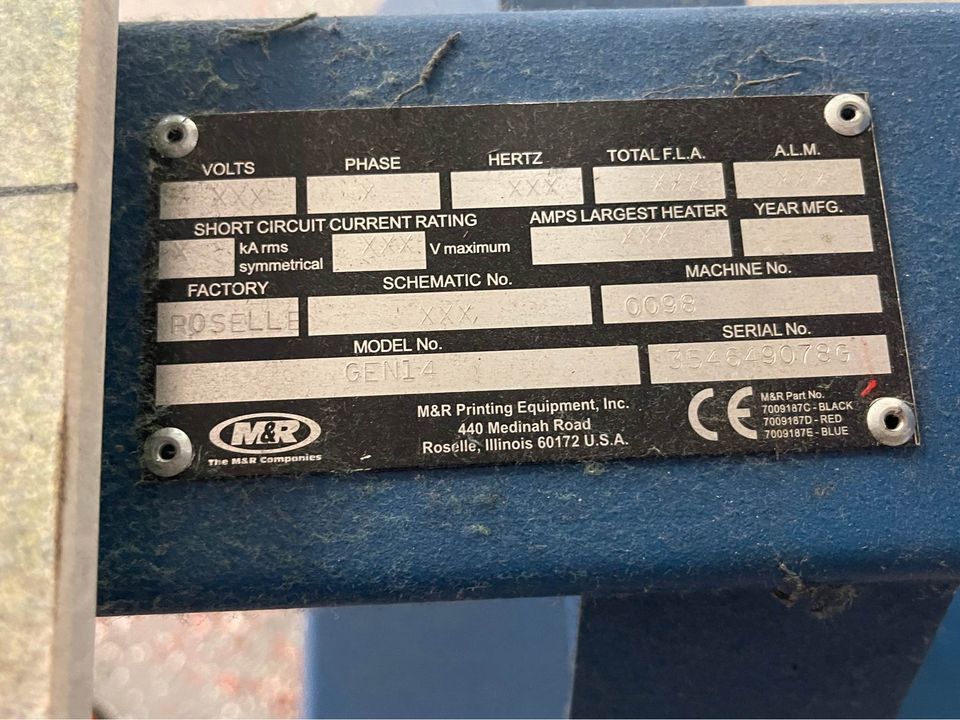 VOLTS PHASE HERTZ TOTAL F.L.A. A.L.M.
XXX X XXX XXX
SHORT CIRCUIT CURRENT RATING AMPS LARGEST HEATER YEAR MFG.
kA rms symmetrical XXX V maximum XXX
FACTORY SCHEMATIC No. MACHINE No.
ROSELLE XXX 0098
MODEL No. SERIAL No.
GEN14 354649078G
M&R
The M&R Companies
M&R Printing Equipment, Inc.
440 Medinah Road
Roselle, Illinois 60172 U.S.A.
CE
M&R Part No.
7009187C - BLACK
7009187D - RED
7009187E - BLUE